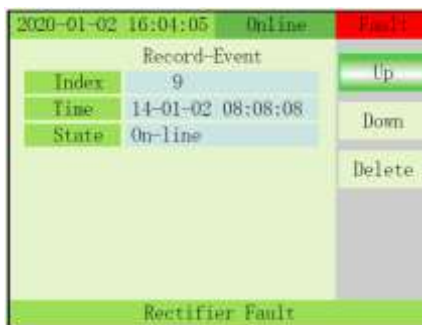 2020-01-02 16:04:05 Online Fault
Record-Event
Up
Index 9
Time 14-01-02 08:08:08
Down
State On-line
Delete
Rectifier Fault